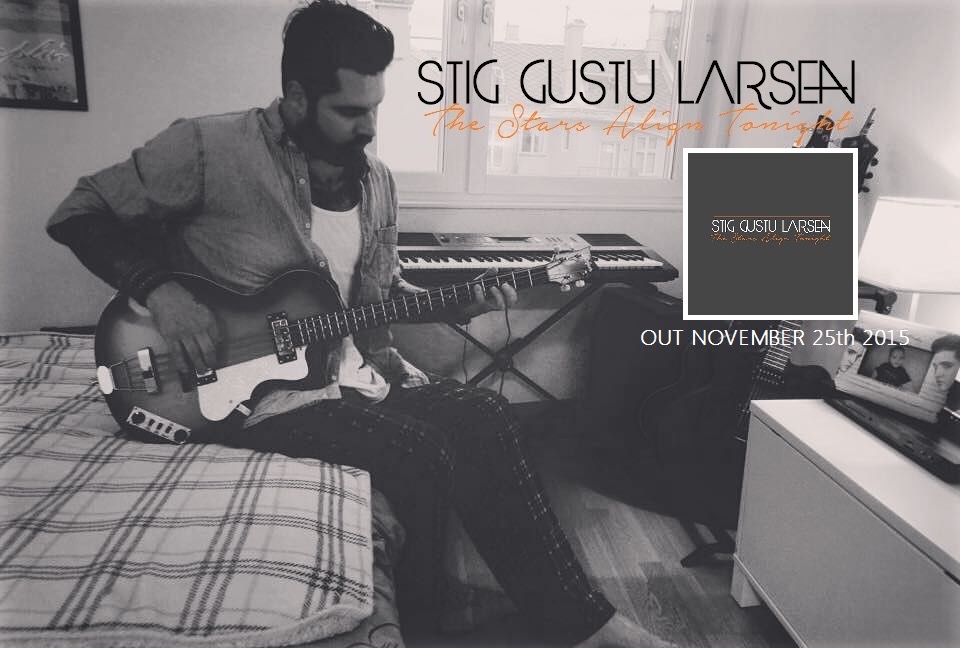 STIG GUSTU LARSEN
The Stars Align Tonight
STIG GUSTU LARSEN
The Stars Align Tonight
OUT NOVEMBER 25th 2015